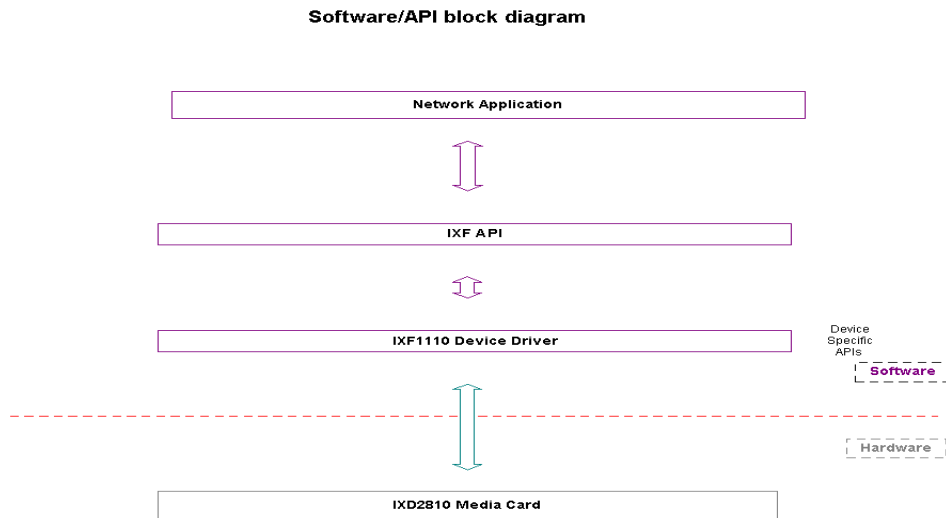 Software/API block diagram
Network Application
IXF API
IXF1110 Device Driver
Device
Specific
APIs
Software
Hardware
IXD2810 Media Card